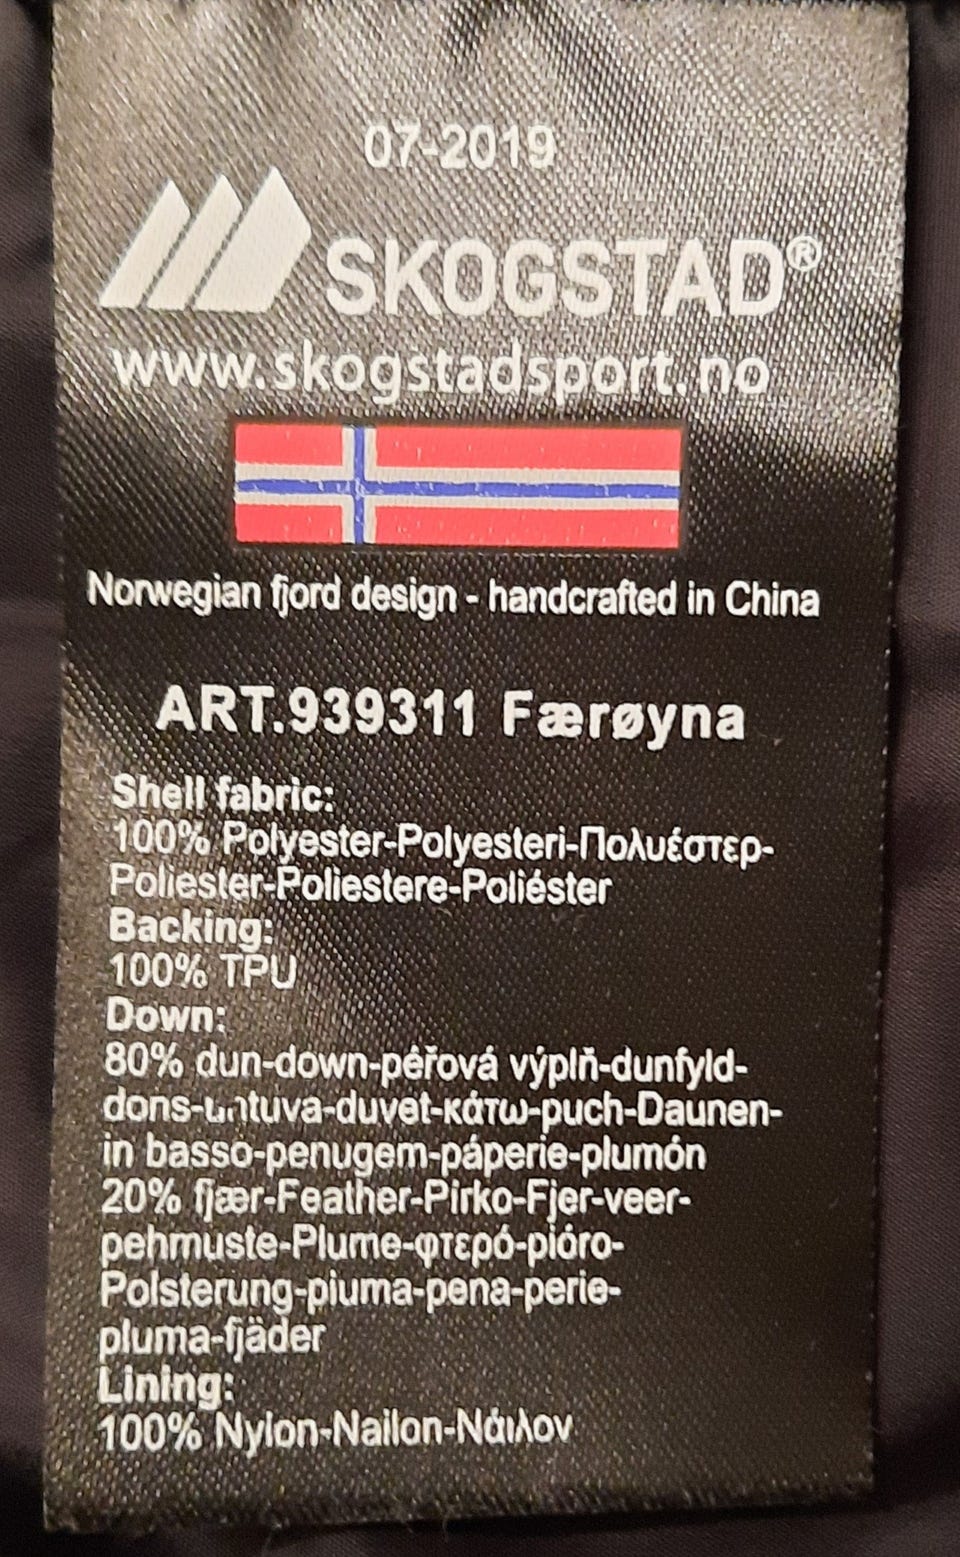 07-2019
SKOGSTAD®
www.skogstadsport.no
Norwegian fjord design - handcrafted in China
ART.939311 Færøyna
Shell fabric:
100% Polyester-Polyesteri-Πολυέστερ-
Poliester-Poliestere-Poliéster
Backing:
100% TPU
Down:
80% dun-down-péřová výplň-dunfyld-
dons-untuva-duvet-κάτω-puch-Daunen-
in basso-penugem-páperie-plumón
20% fjær-Feather-Pirko-Fjer-veer-
pehmuste-Plume-φτερό-pióro-
Polsterung-piuma-pena-perie-
pluma-fjäder
Lining:
100% Nylon-Nailon-Νάιλον